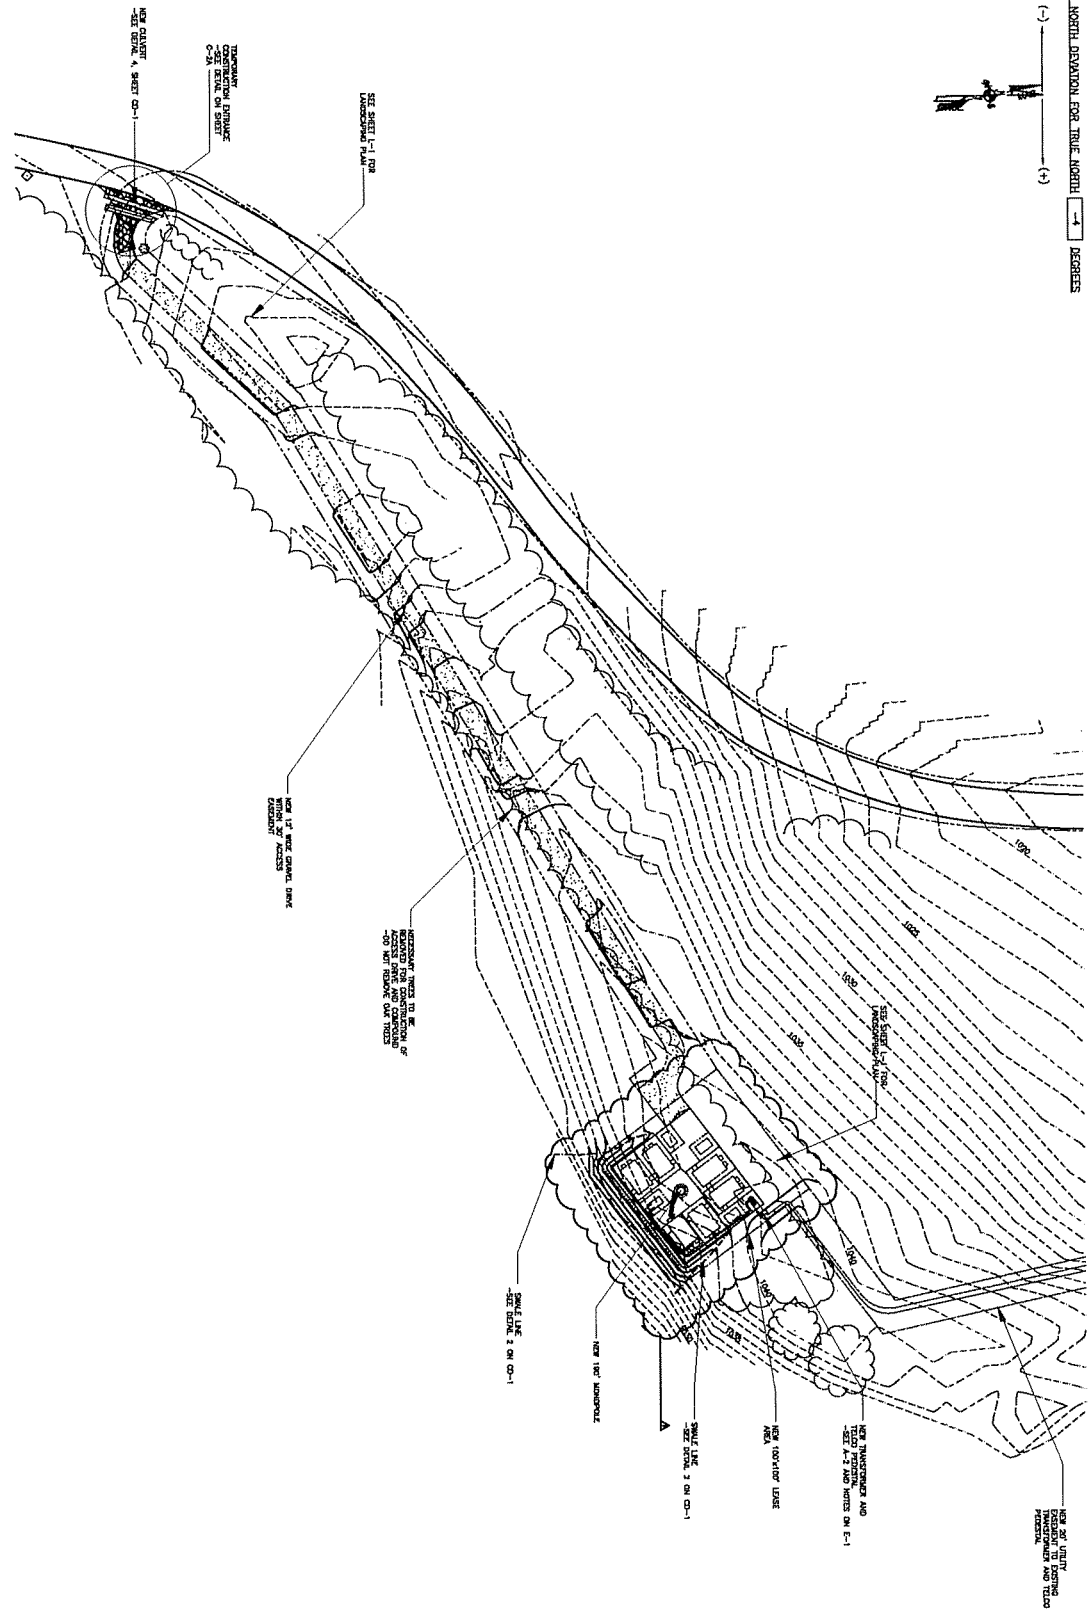 NORTH DEVIATION FOR TRUE NORTH -4 DEGREES
(-)
(+)
NEW CULVERT
-SEE DETAIL 4, SHEET CD-1
TEMPORARY
CONSTRUCTION ENTRANCE
-SEE DETAIL ON SHEET
C-2A
SEE SHEET L-1 FOR
LANDSCAPING PLAN
NEW 12' WIDE GRAVEL DRIVE
WITHIN 30' ACCESS
EASEMENT
NECESSARY TREES TO BE
REMOVED FOR CONSTRUCTION OF
ACCESS DRIVE AND COMPOUND
-DO NOT REMOVE OAK TREES
SEE SHEET L-1 FOR
LANDSCAPING PLAN
1020
1025
1030
1035
1040
1040
1035
SWALE LINE
-SEE DETAIL 2 ON CD-1
NEW 190' MONOPOLE
SWALE LINE
-SEE DETAIL 3 ON CD-1
NEW 100'x100' LEASE
AREA
NEW TRANSFORMER AND
TELCO PEDESTAL
-SEE A-2 AND NOTES ON E-1
NEW 20' UTILITY
EASEMENT TO EXISTING
TRANSFORMER AND TELCO
PEDESTAL